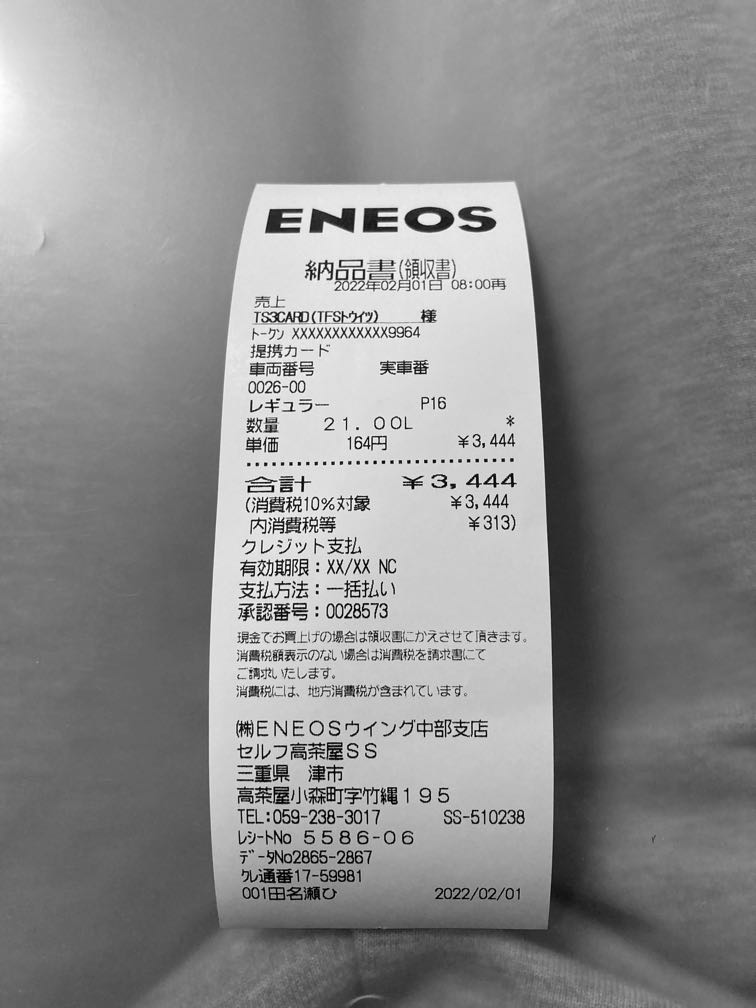 ENEOS
納品書(領収書)
2022年02月01日 08:00再
売上
TS3CARD(TFSトウイツ) 様
トークン XXXXXXXXXXXX9964
提携カード
車両番号 実車番
0026-00
レギュラー P16
数量 21.00L *
単価 164円 ¥3,444
合計 ¥3,444
(消費税10%対象 ¥3,444
内消費税等 ¥313)
クレジット支払
有効期限：XX/XX NC
支払方法：一括払い
承認番号：0028573
現金でお買上げの場合は領収書にかえさせて頂きます。
消費税額表示のない場合は消費税を請求書にて
ご請求いたします。
消費税には、地方消費税が含まれています。
㈱ENEOSウイング中部支店
セルフ高茶屋SS
三重県 津市
高茶屋小森町字竹縄195
TEL:059-238-3017 SS-510238
レシートNo 5586-06
データNo2865-2867
クレ通番17-59981
001田名瀬ひ 2022/02/01